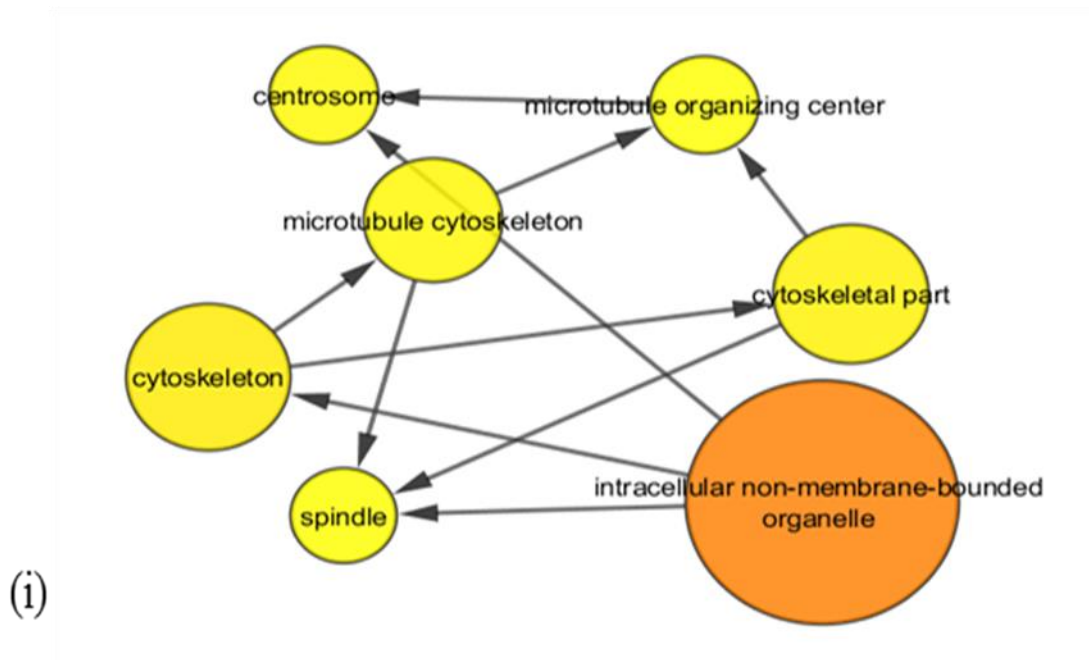 centrosome
microtubule organizing center
microtubule cytoskeleton
cytoskeletal part
cytoskeleton
intracellular non-membrane-bounded
organelle
spindle
(i)